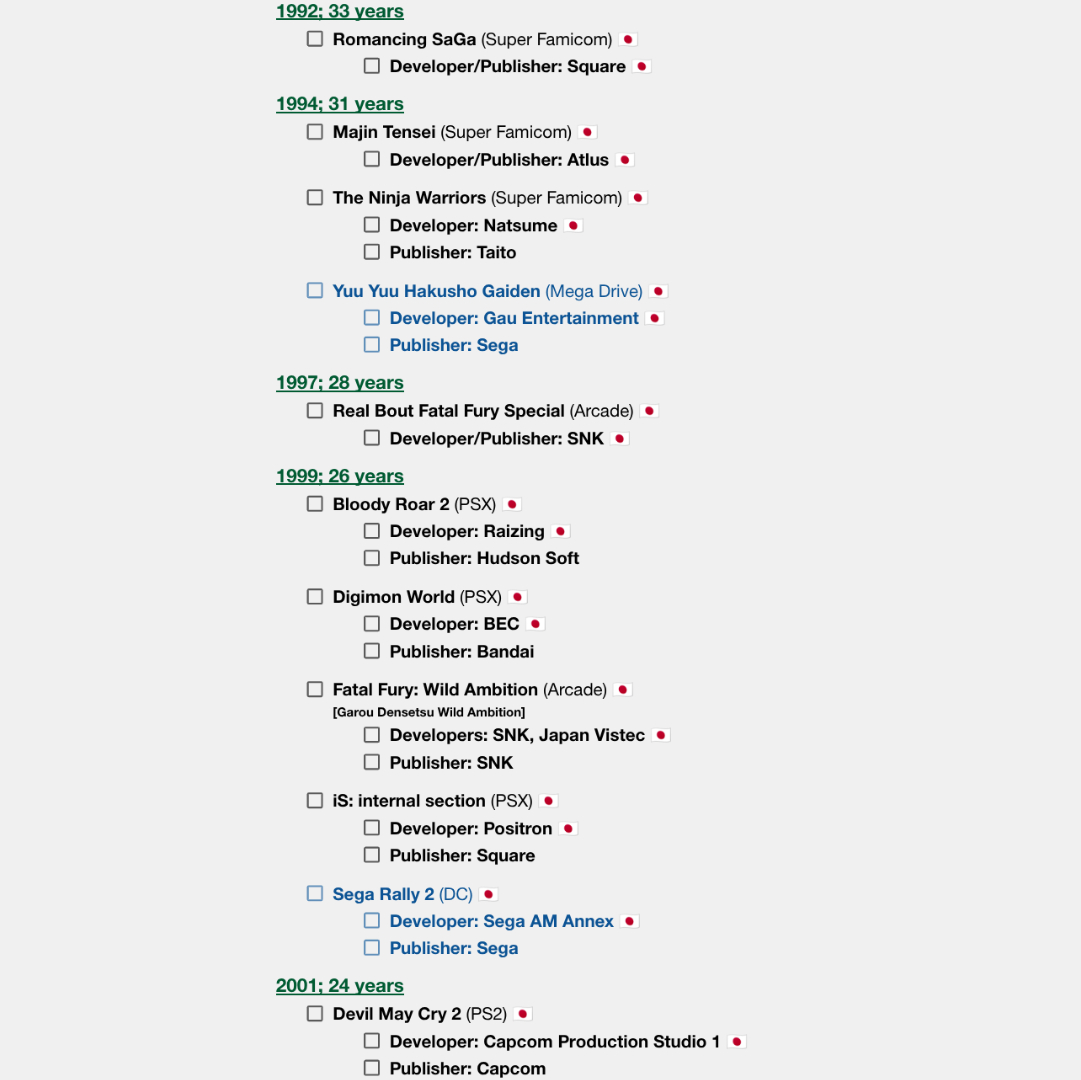 1992; 33 years
Romancing SaGa (Super Famicom)
Developer/Publisher: Square
1994; 31 years
Majin Tensei (Super Famicom)
Developer/Publisher: Atlus
The Ninja Warriors (Super Famicom)
Developer: Natsume
Publisher: Taito
Yuu Yuu Hakusho Gaiden (Mega Drive)
Developer: Gau Entertainment
Publisher: Sega
1997; 28 years
Real Bout Fatal Fury Special (Arcade)
Developer/Publisher: SNK
1999; 26 years
Bloody Roar 2 (PSX)
Developer: Raizing
Publisher: Hudson Soft
Digimon World (PSX)
Developer: BEC
Publisher: Bandai
Fatal Fury: Wild Ambition (Arcade)
[Garou Densetsu Wild Ambition]
Developers: SNK, Japan Vistec
Publisher: SNK
iS: internal section (PSX)
Developer: Positron
Publisher: Square
Sega Rally 2 (DC)
Developer: Sega AM Annex
Publisher: Sega
2001; 24 years
Devil May Cry 2 (PS2)
Developer: Capcom Production Studio 1
Publisher: Capcom